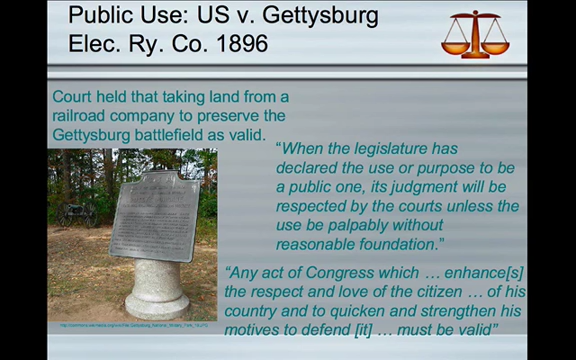 Public Use: US v. Gettysburg
Elec. Ry. Co. 1896
Court held that taking land from a
railroad company to preserve the
Gettysburg battlefield as valid.
“When the legislature has
declared the use or purpose to be
a public one, its judgment will be
respected by the courts unless the
use be palpably without
reasonable foundation.”
“Any act of Congress which … enhance[s]
the respect and love of the citizen … of his
country and to quicken and strengthen his
motives to defend [it] … must be valid”